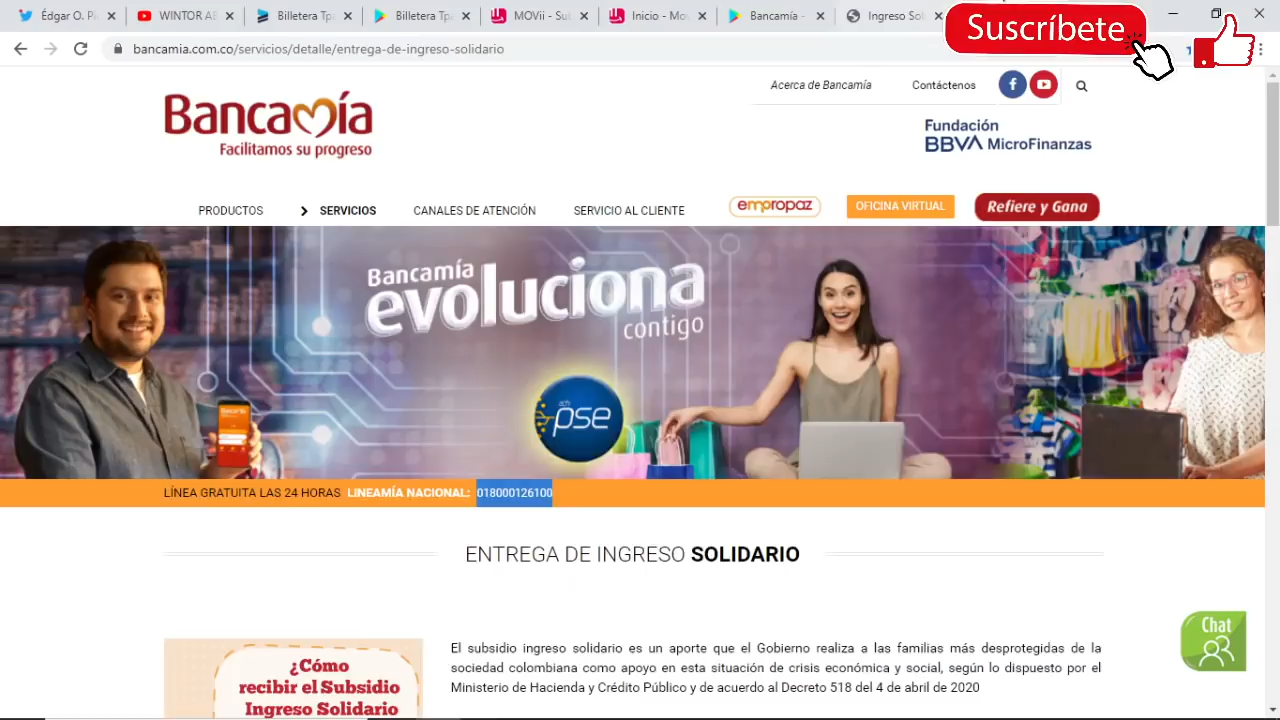 Édgar O. Pi
WINTOR AB
Billetera Tpa
Billetera Tpa
MOVii - Su
Inicio - Mov
Bancamía -
Ingreso Sol
Suscríbete
bancamia.com.co/servicios/detalle/entrega-de-ingreso-solidario
Acerca de Bancamía
Contáctenos
Bancamía
Facilitamos su progreso
Fundación
BBVA MicroFinanzas
PRODUCTOS
SERVICIOS
CANALES DE ATENCIÓN
SERVICIO AL CLIENTE
empropaz
OFICINA VIRTUAL
Refiere y Gana
Bancamía
evoluciona
contigo
pse
LÍNEA GRATUITA LAS 24 HORAS LINEAMÍA NACIONAL: 018000126100
ENTREGA DE INGRESO SOLIDARIO
Chat
¿Cómo
recibir el Subsidio
Ingreso Solidario
El subsidio ingreso solidario es un aporte que el Gobierno realiza a las familias más desprotegidas de la
sociedad colombiana como apoyo en esta situación de crisis económica y social, según lo dispuesto por el
Ministerio de Hacienda y Crédito Público y de acuerdo al Decreto 518 del 4 de abril de 2020